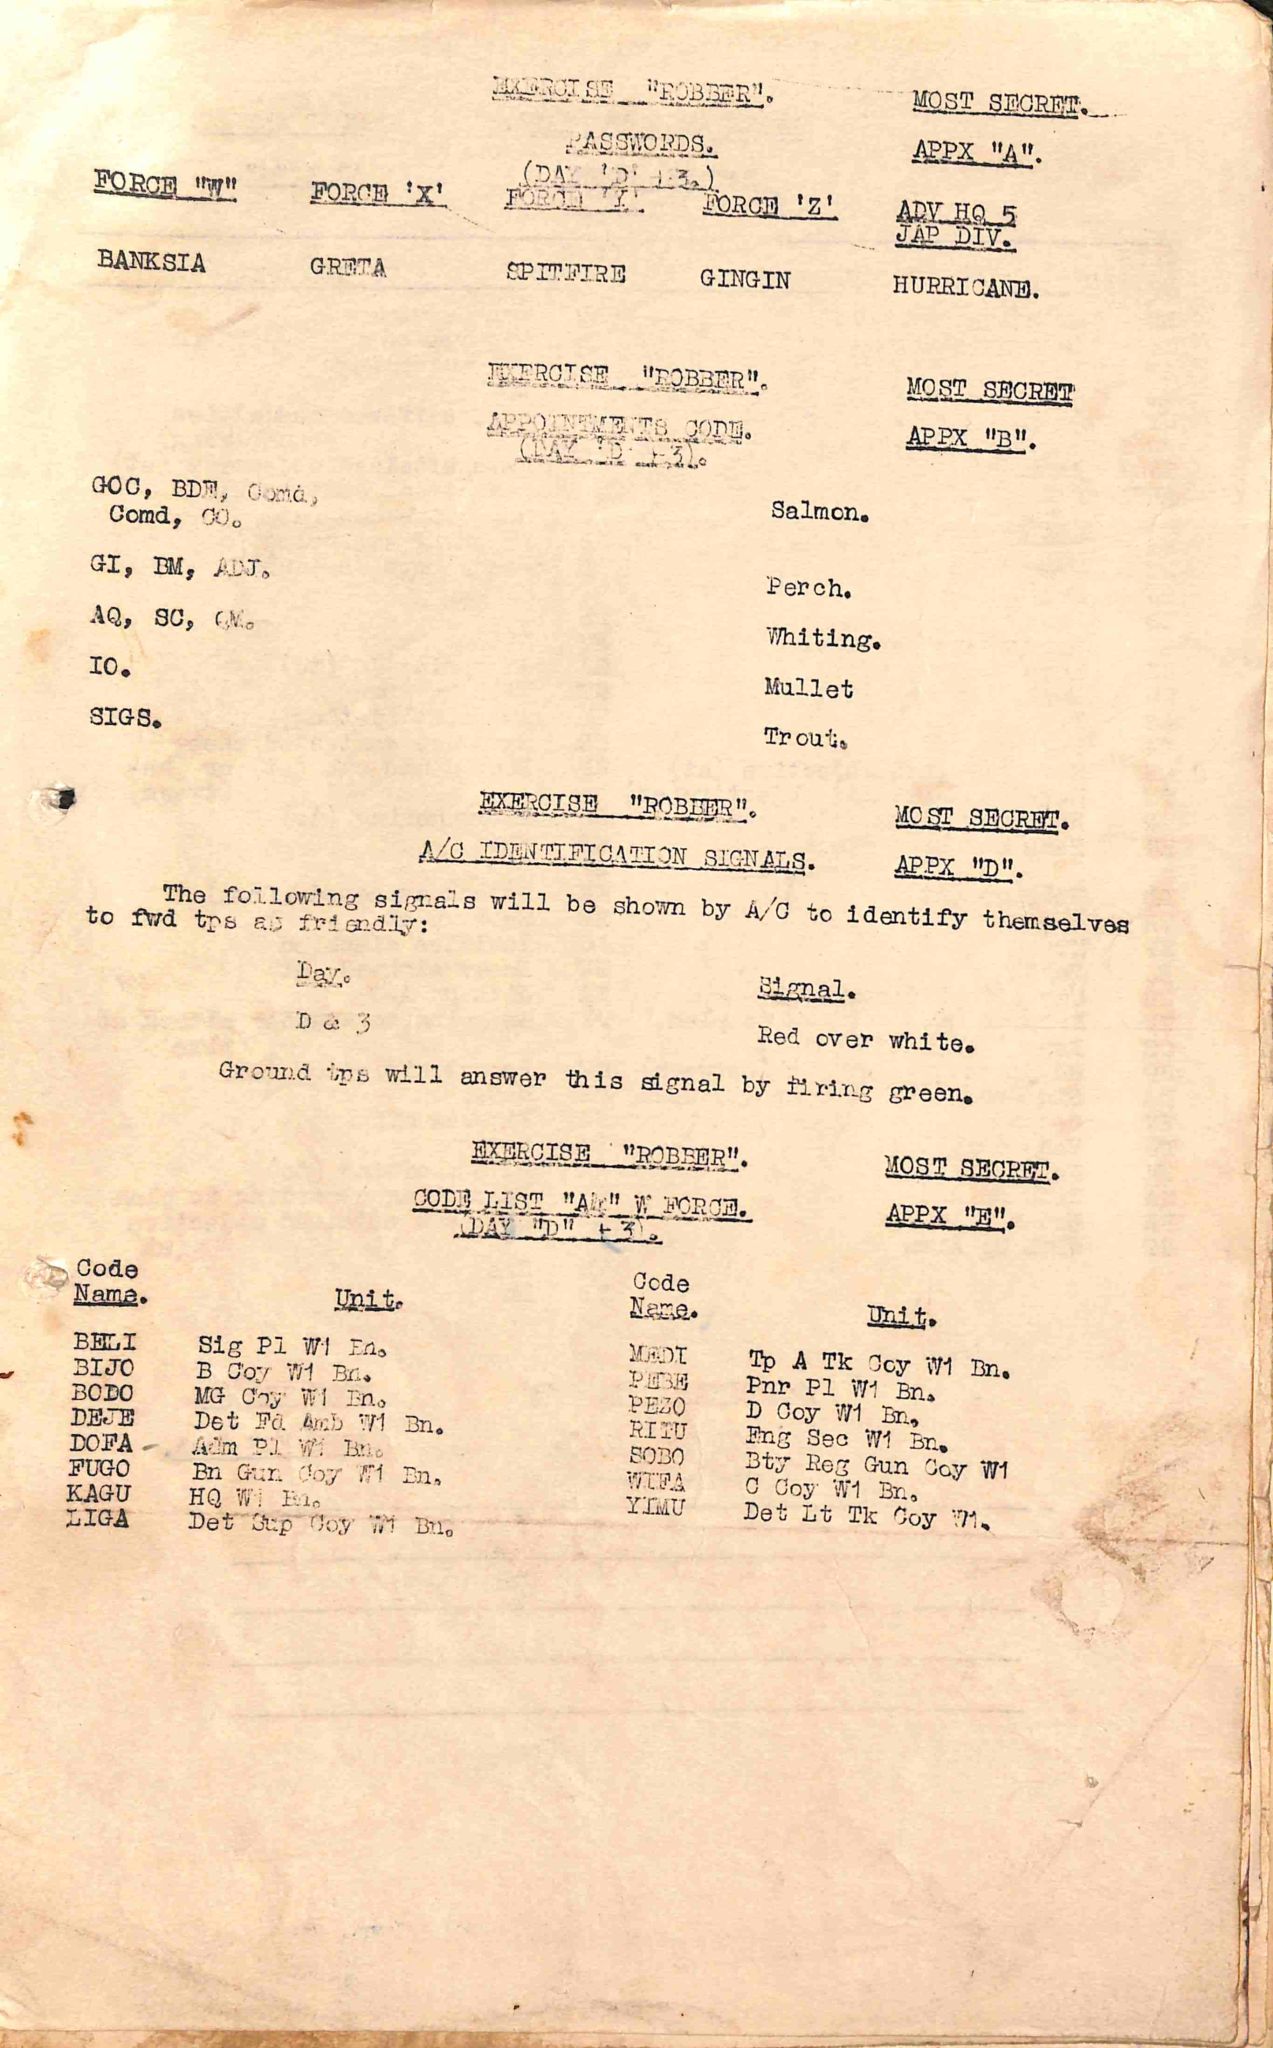 EXERCISE "ROBBER". MOST SECRET.
PASSWORDS. APPX "A".
(DAY 'D' + 3.)
FORCE "W" FORCE 'X' FORCE 'Y' FORCE 'Z' ADV HQ 5
JAP DIV.
BANKSIA GRETA SPITFIRE GINGIN HURRICANE.
EXERCISE "ROBBER". MOST SECRET
APPOINTMENTS CODE. APPX "B".
(DAY 'D' + 3).
GOC, BDE, Comd,
Comd, CO. Salmon.
GI, BM, ADJ. Perch.
AQ, SC, QM. Whiting.
IO. Mullet
SIGS. Trout.
EXERCISE "ROBBER". MOST SECRET.
A/C IDENTIFICATION SIGNALS. APPX "D".
The following signals will be shown by A/C to identify themselves
to fwd tps as friendly:
Day. Signal.
D & 3 Red over white.
Ground tps will answer this signal by firing green.
EXERCISE "ROBBER". MOST SECRET.
CODE LIST W FORCE. APPX "E".
(DAY "D" + 3).
Code Code
Name. Unit. Name. Unit.
BELI Sig Pl W1 Bn. MEDI Tp A Tk Coy W1 Bn.
BIJO B Coy W1 Bn. PEBE Pnr Pl W1 Bn.
BODO MG Coy W1 Bn. PEZO D Coy W1 Bn.
DEJE Det Fd Amb W1 Bn. RITU Eng Sec W1 Bn.
DOFA Adm Pl W1 Bn. SOBO Bty Reg Gun Coy W1
FUGO Bn Gun Coy W1 Bn. WIFA C Coy W1 Bn.
KAGU HQ W1 Bn. YIMU Det Lt Tk Coy W1.
LIGA Det Sup Coy W1 Bn.